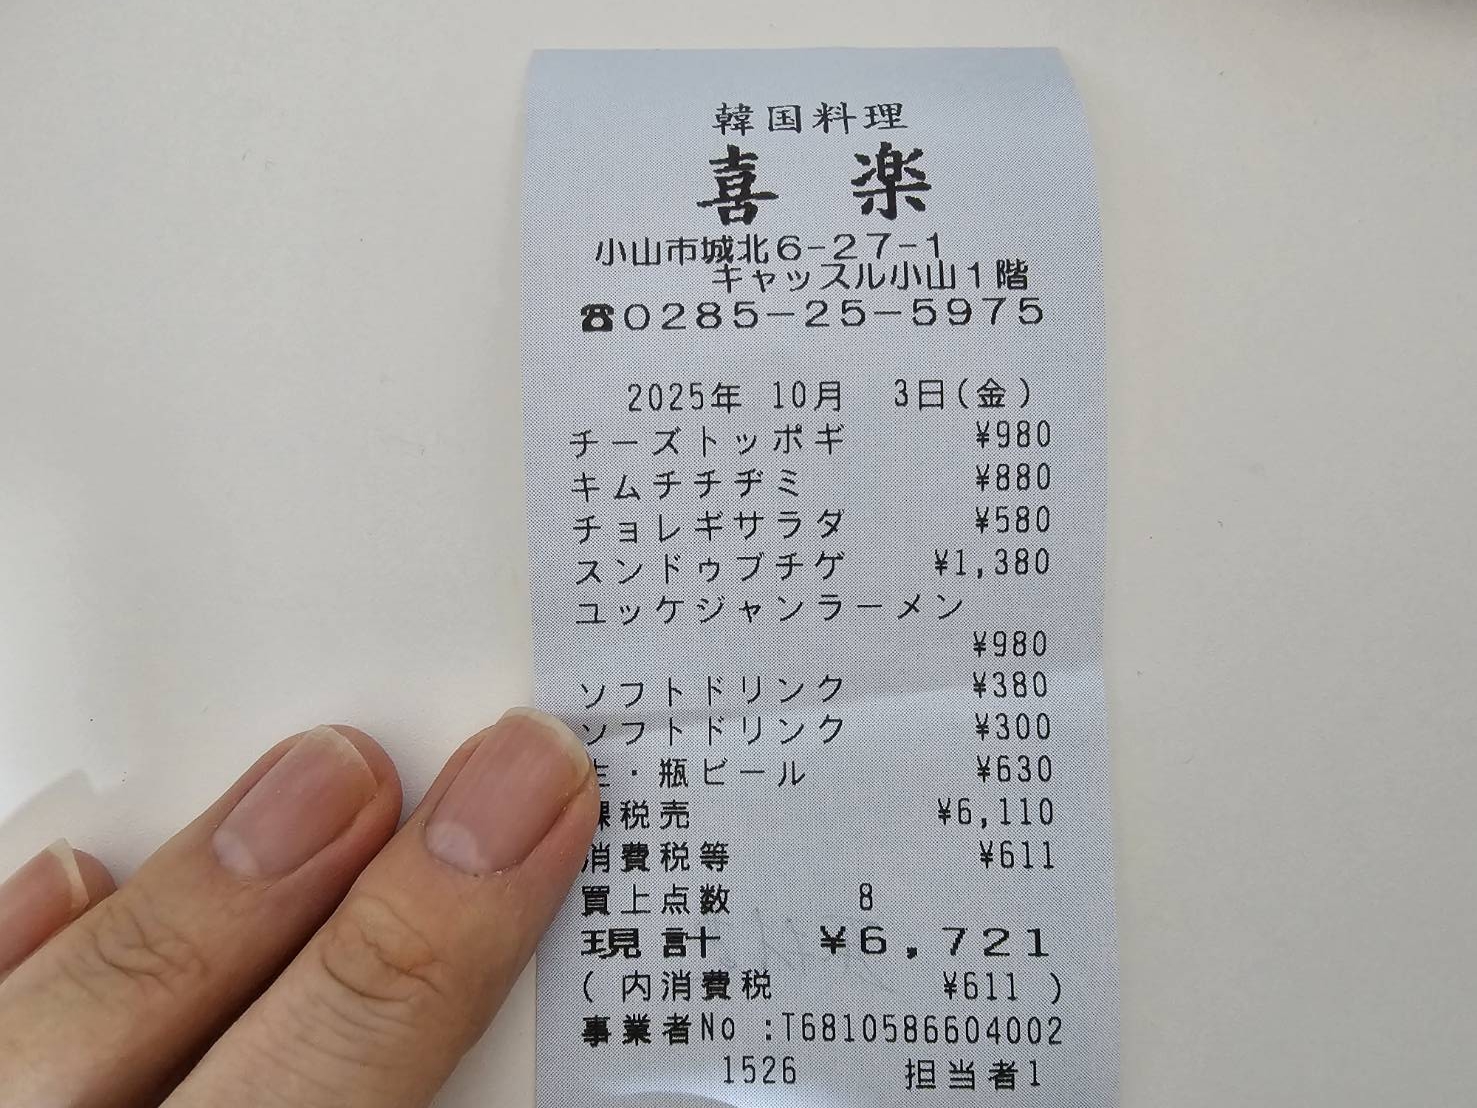 韓国料理
喜 楽
小山市城北6-27-1
キャッスル小山1階
☎0285-25-5975
2025年 10月 3日(金)
チーズトッポギ ¥980
キムチチヂミ ¥880
チョレギサラダ ¥580
スンドゥブチゲ ¥1,380
ユッケジャンラーメン
¥980
ソフトドリンク ¥380
ソフトドリンク ¥300
生・瓶ビール ¥630
課税売 ¥6,110
消費税等 ¥611
買上点数 8
現計 ¥6,721
(内消費税 ¥611)
事業者No :T6810586604002
1526 担当者1